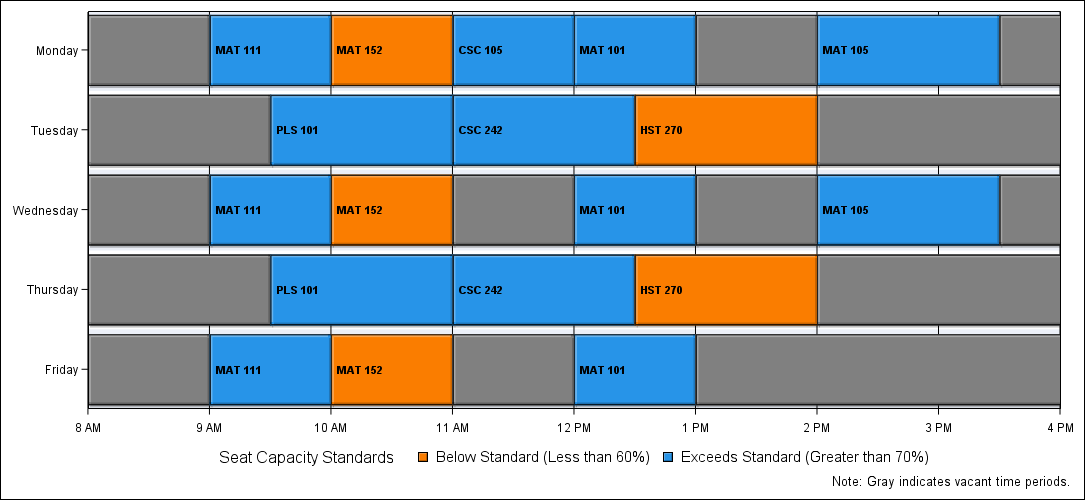 Monday MAT 111 MAT 152 CSC 105 MAT 101 MAT 105
Tuesday PLS 101 CSC 242 HST 270
Wednesday MAT 111 MAT 152 MAT 101 MAT 105
Thursday PLS 101 CSC 242 HST 270
Friday MAT 111 MAT 152 MAT 101
8 AM 9 AM 10 AM 11 AM 12 PM 1 PM 2 PM 3 PM 4 PM
Seat Capacity Standards Below Standard (Less than 60%) Exceeds Standard (Greater than 70%)
Note: Gray indicates vacant time periods.